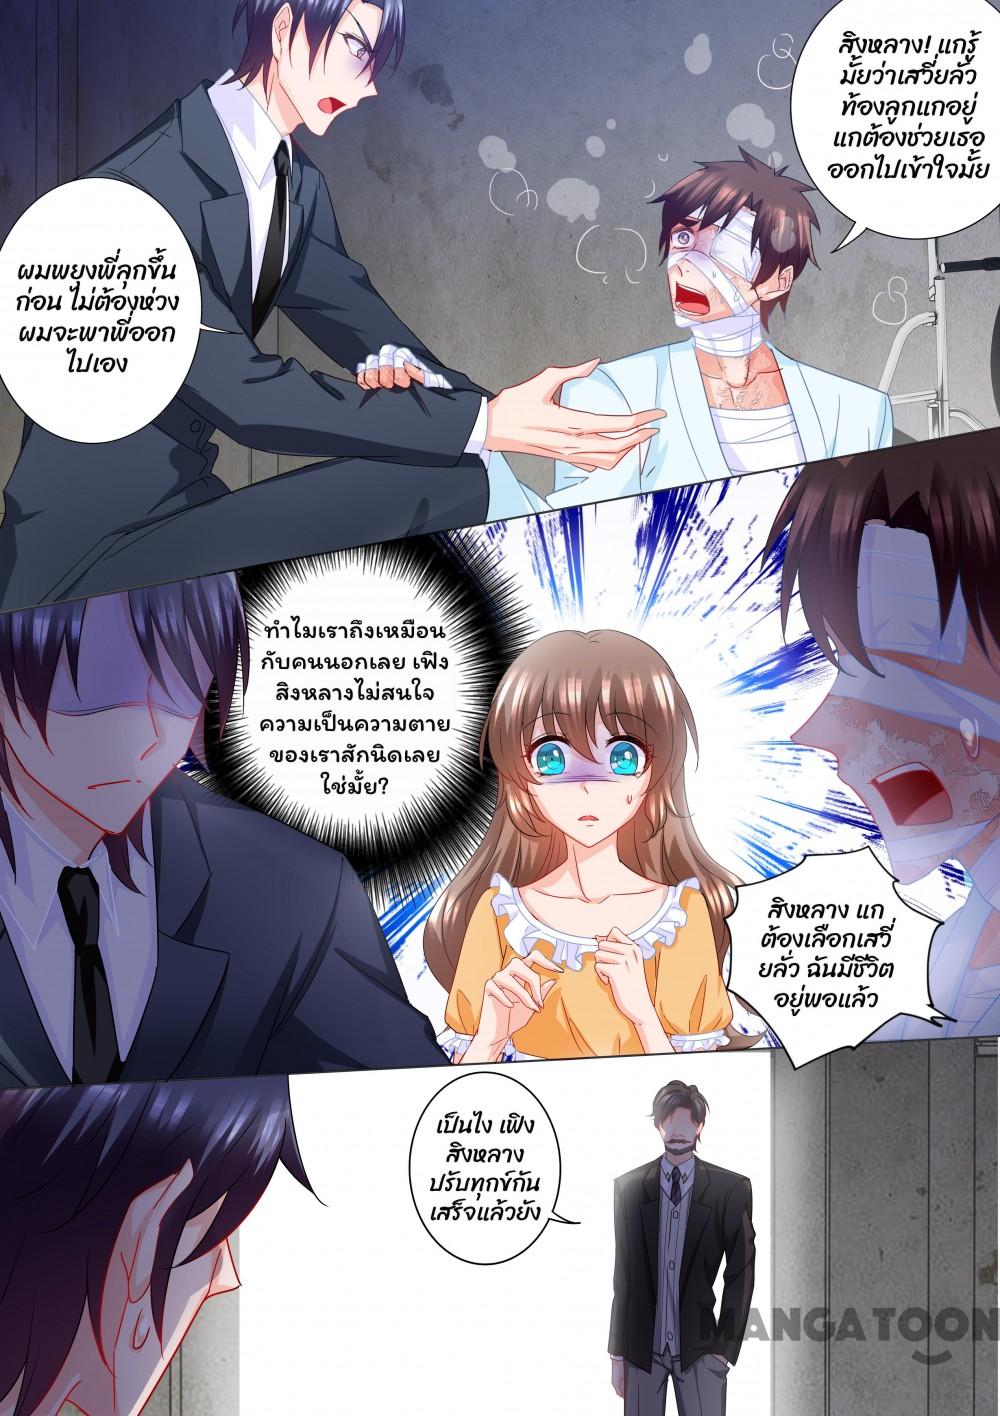 สิงหลาง! แกรู้
มั้ยว่าเสวี่ยลั่ว
ท้องลูกแกอยู่
แกต้องช่วยเธอ
ออกไปเข้าใจมั้ย
ผมพยุงพี่ลุกขึ้น
ก่อน ไม่ต้องห่วง
ผมจะพาพี่ออก
ไปเอง
ทำไมเราถึงเหมือน
กับคนนอกเลย เฟิง
สิงหลางไม่สนใจ
ความเป็นความตาย
ของเราสักนิดเลย
ใช่มั้ย?
สิงหลาง แก
ต้องเลือกเสวี่
ยลั่ว ฉันมีชีวิต
อยู่พอแล้ว
เป็นไง เฟิง
สิงหลาง
ปรับทุกข์กัน
เสร็จแล้วยัง
MANGATOON